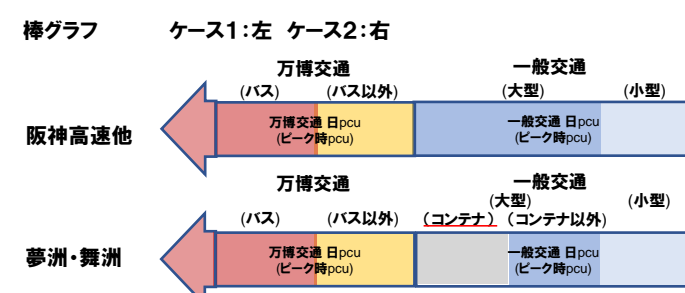 棒グラフ ケース1:左 ケース2:右
万博交通 一般交通
(バス) (バス以外) (大型) (小型)
阪神高速他
万博交通 日pcu
(ピーク時pcu)
一般交通 日pcu
(ピーク時pcu)
万博交通 一般交通
(大型)
(バス) (バス以外) (コンテナ) (コンテナ以外) (小型)
夢洲・舞洲
万博交通 日pcu
(ピーク時pcu)
一般交通 日pcu
(ピーク時pcu)